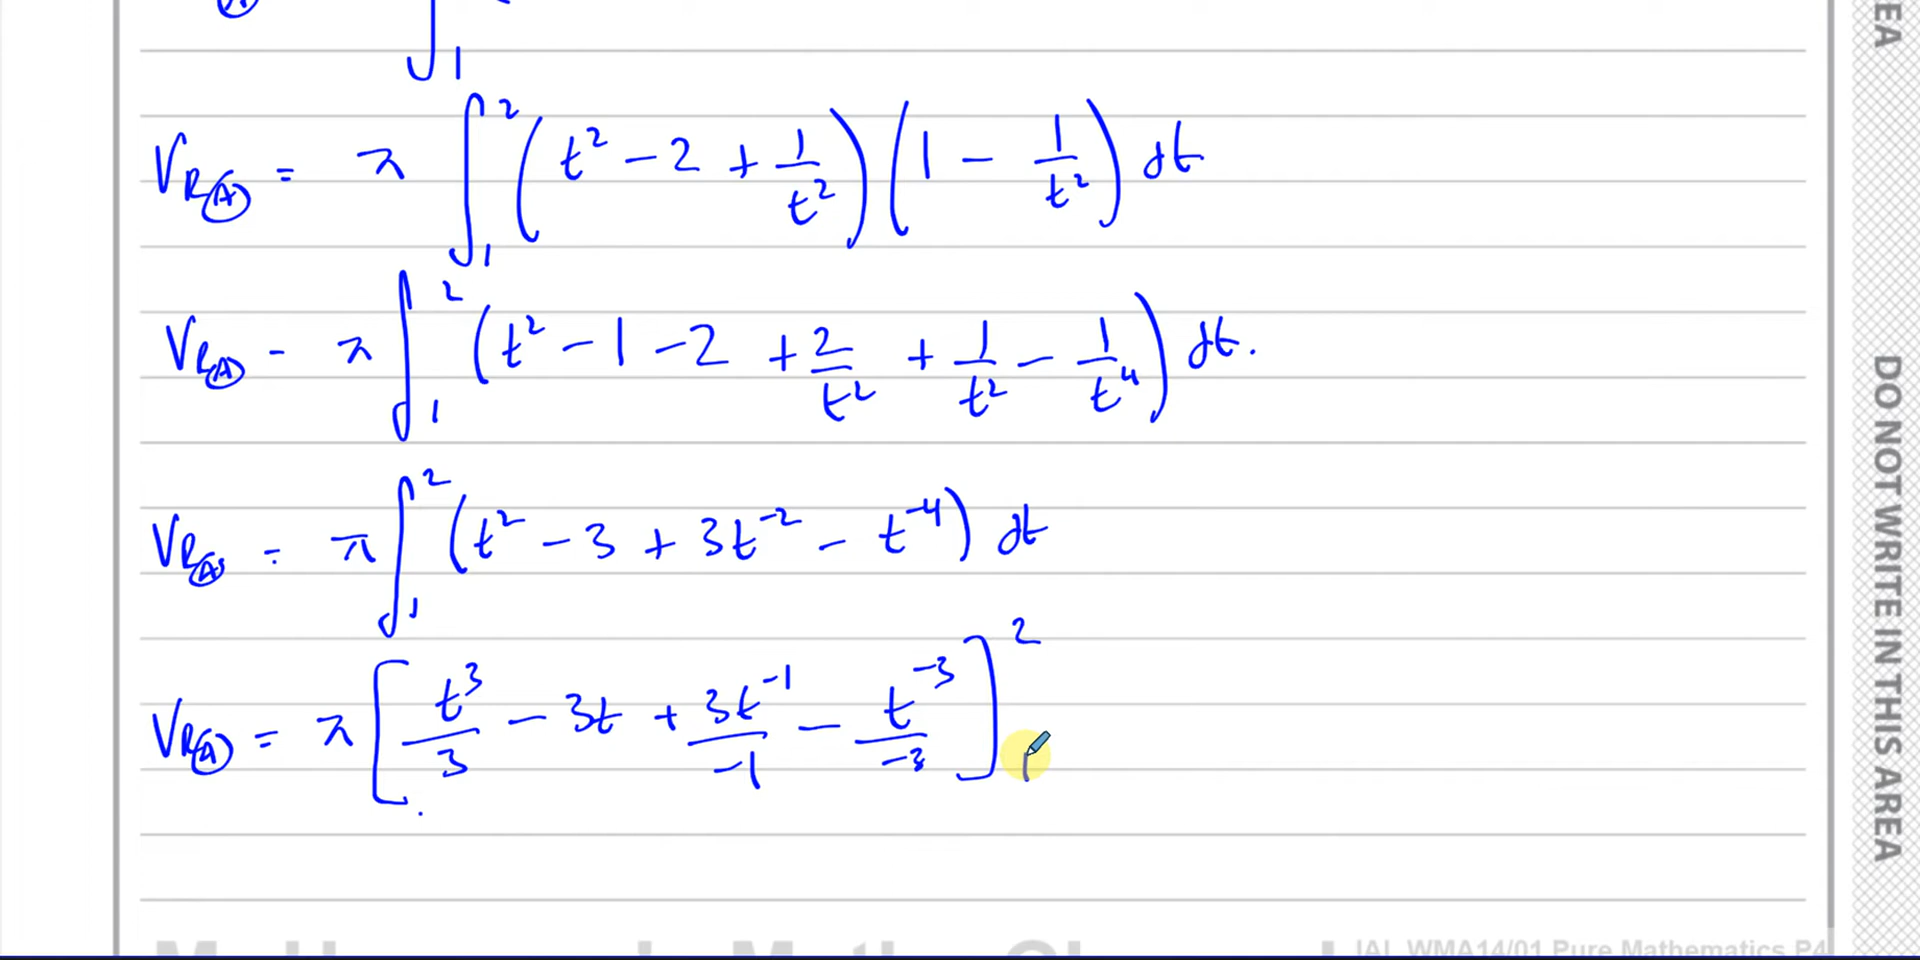 ∫₁
V_R(A) = π ∫₁² (t² - 2 + 1/t²)(1 - 1/t²) dt
V_R(A) - π ∫₁² (t² - 1 - 2 + 2/t² + 1/t² - 1/t⁴) dt.
V_R(A) = π ∫₁² (t² - 3 + 3t⁻² - t⁻⁴) dt
V_R(A) = π [t³/3 - 3t + 3t⁻¹/-1 - t⁻³/-3]₁²
IAL WMA14/01 Pure Mathematics P4
EA
DO NOT WRITE IN THIS AREA